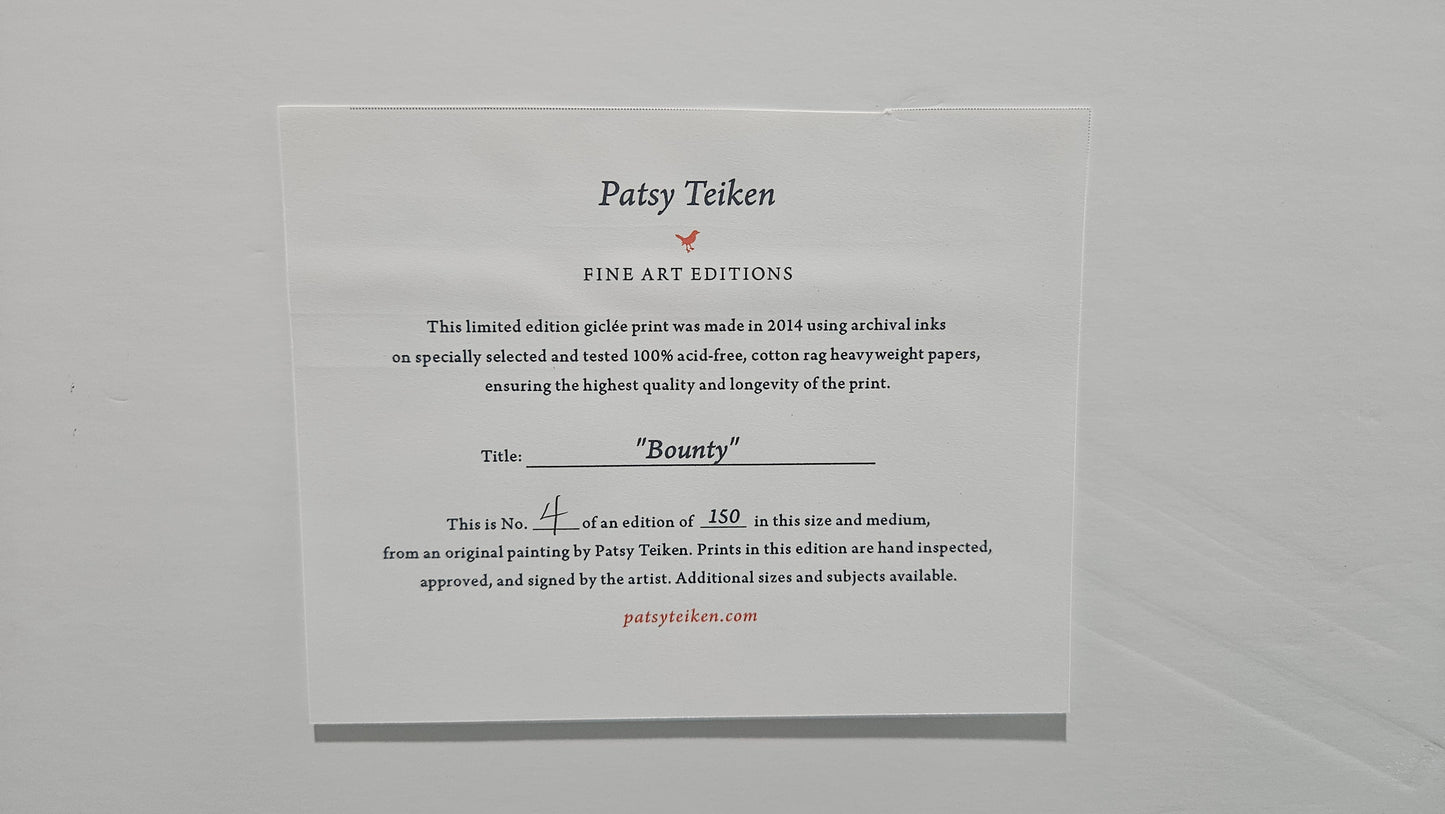 Patsy Teiken
FINE ART EDITIONS
This limited edition giclée print was made in 2014 using archival inks
on specially selected and tested 100% acid-free, cotton rag heavyweight papers,
ensuring the highest quality and longevity of the print.
Title: "Bounty"
This is No. 4 of an edition of 150 in this size and medium,
from an original painting by Patsy Teiken. Prints in this edition are hand inspected,
approved, and signed by the artist. Additional sizes and subjects available.
patsyteiken.com